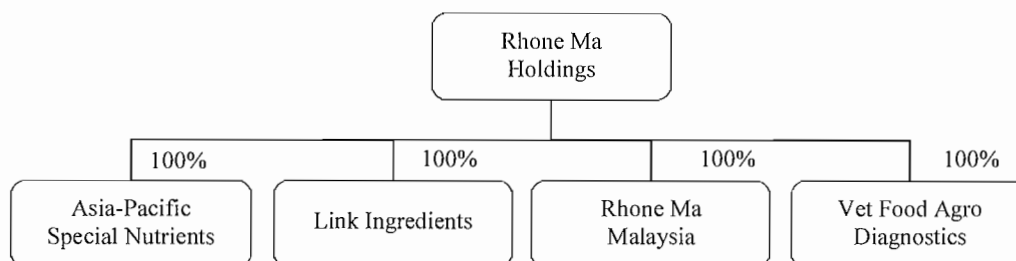 Rhone Ma
Holdings
100%
100%
100%
100%
Asia-Pacific
Special Nutrients
Link Ingredients
Rhone Ma
Malaysia
Vet Food Agro
Diagnostics